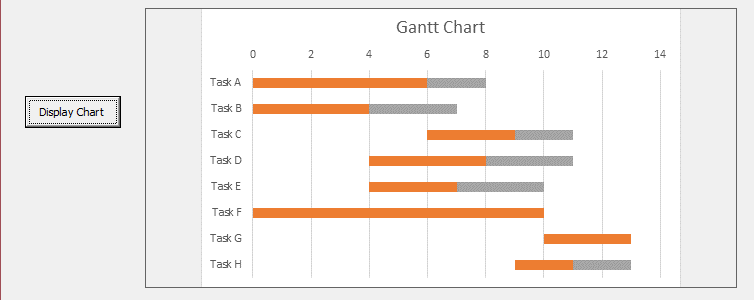 Gantt Chart
0 2 4 6 8 10 12 14
Display Chart
Task A
Task B
Task C
Task D
Task E
Task F
Task G
Task H